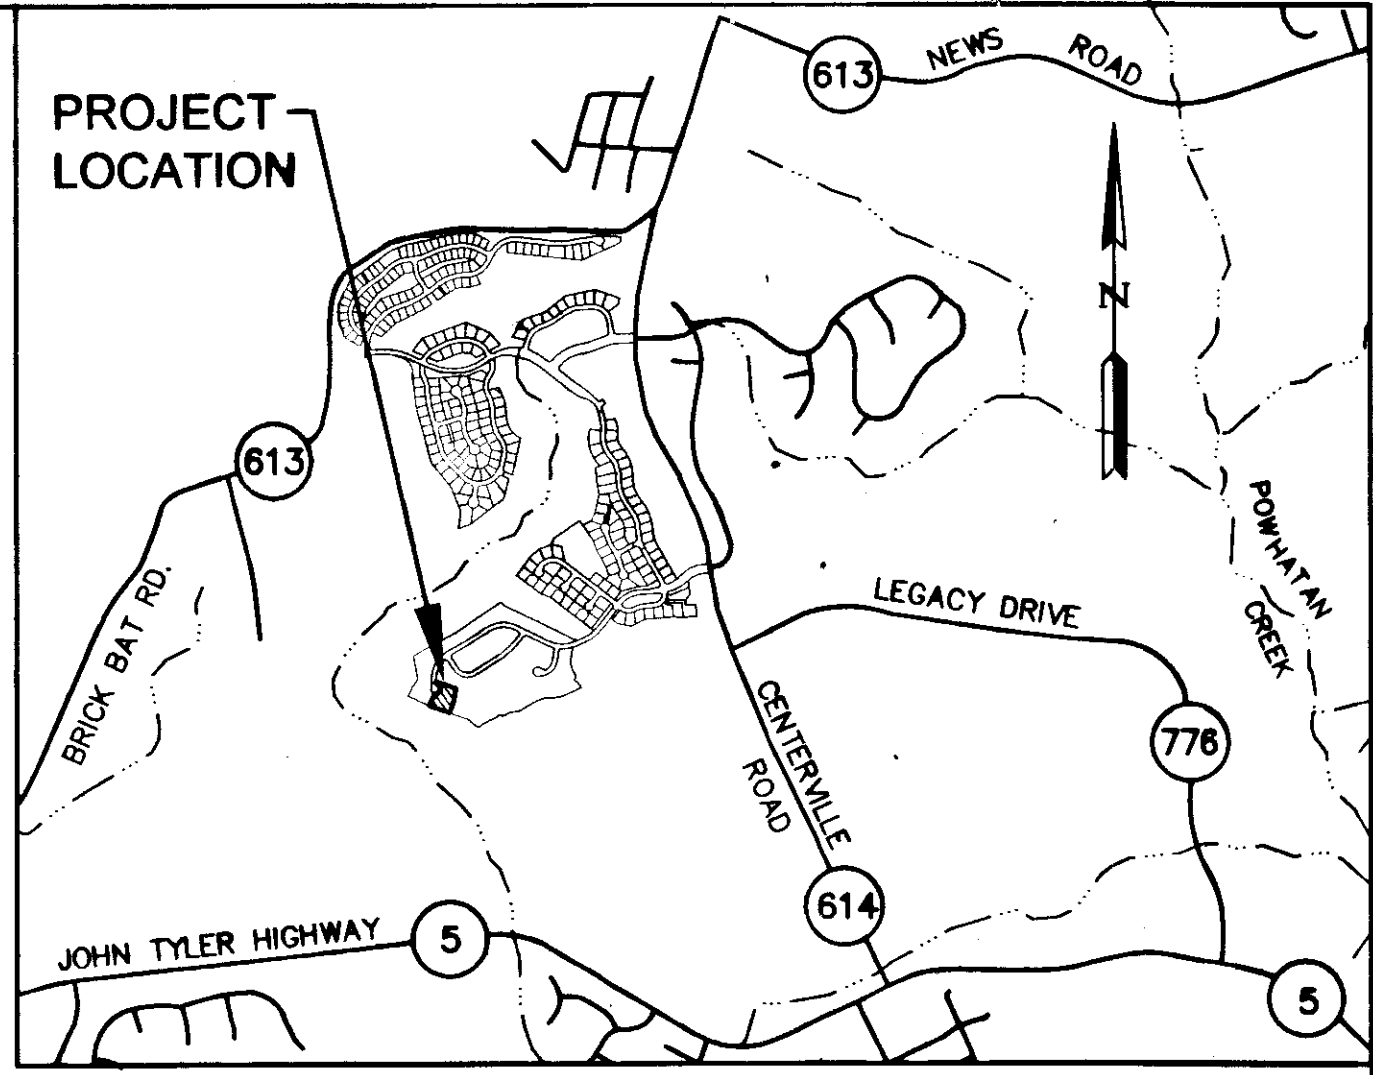 613
NEWS ROAD
PROJECT
LOCATION
N
613
POWHATAN
CREEK
BRICK BAT RD.
LEGACY DRIVE
CENTERVILLE
ROAD
776
614
JOHN TYLER HIGHWAY
5
5